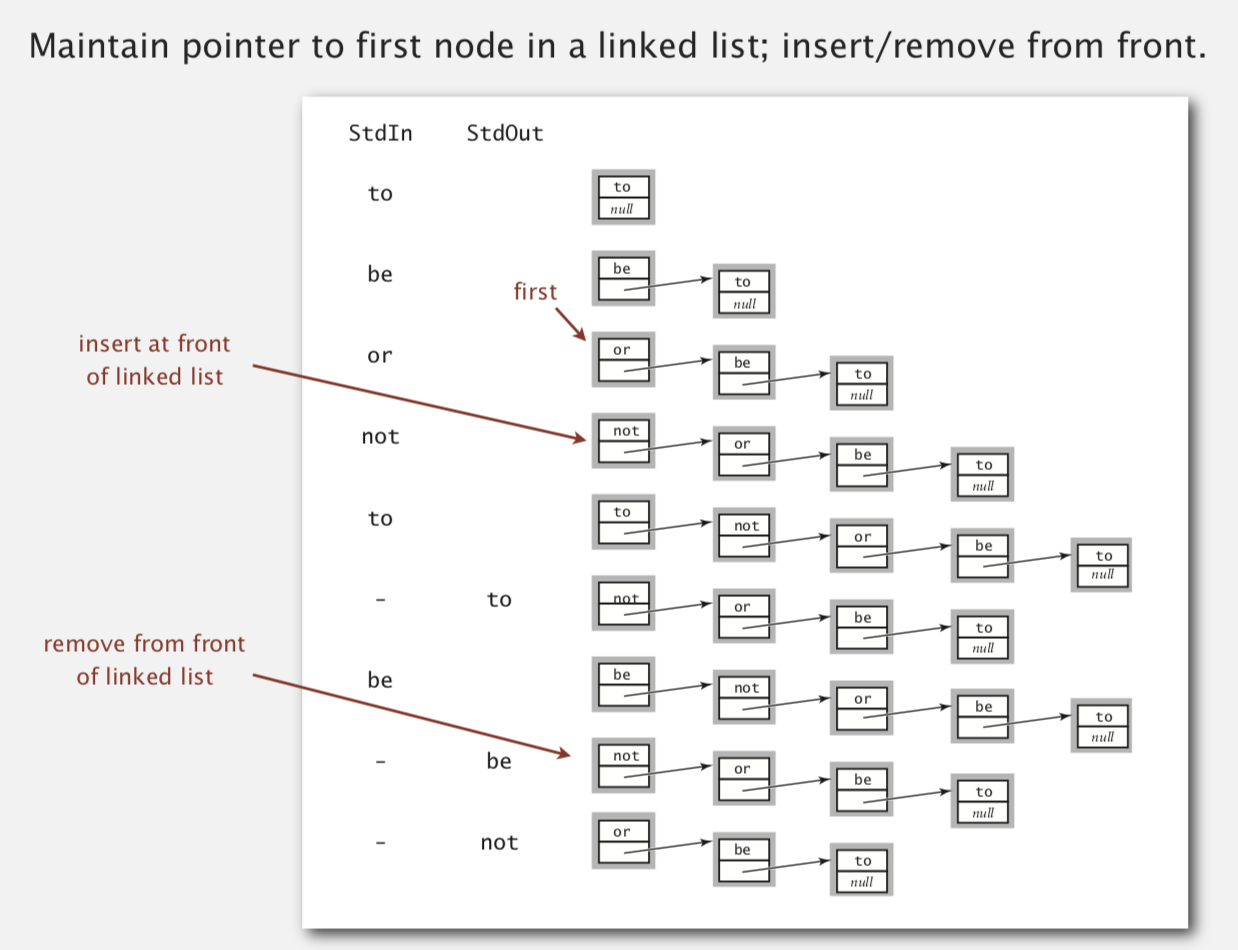 Maintain pointer to first node in a linked list; insert/remove from front.
StdIn StdOut
to
to
null
be
be
to
null
first
or
or
be
to
null
insert at front
of linked list
not
not
or
be
to
null
to
to
not
or
be
to
null
- to
not
or
be
to
null
remove from front
of linked list
be
be
not
or
be
to
null
- be
not
or
be
to
null
- not
or
be
to
null